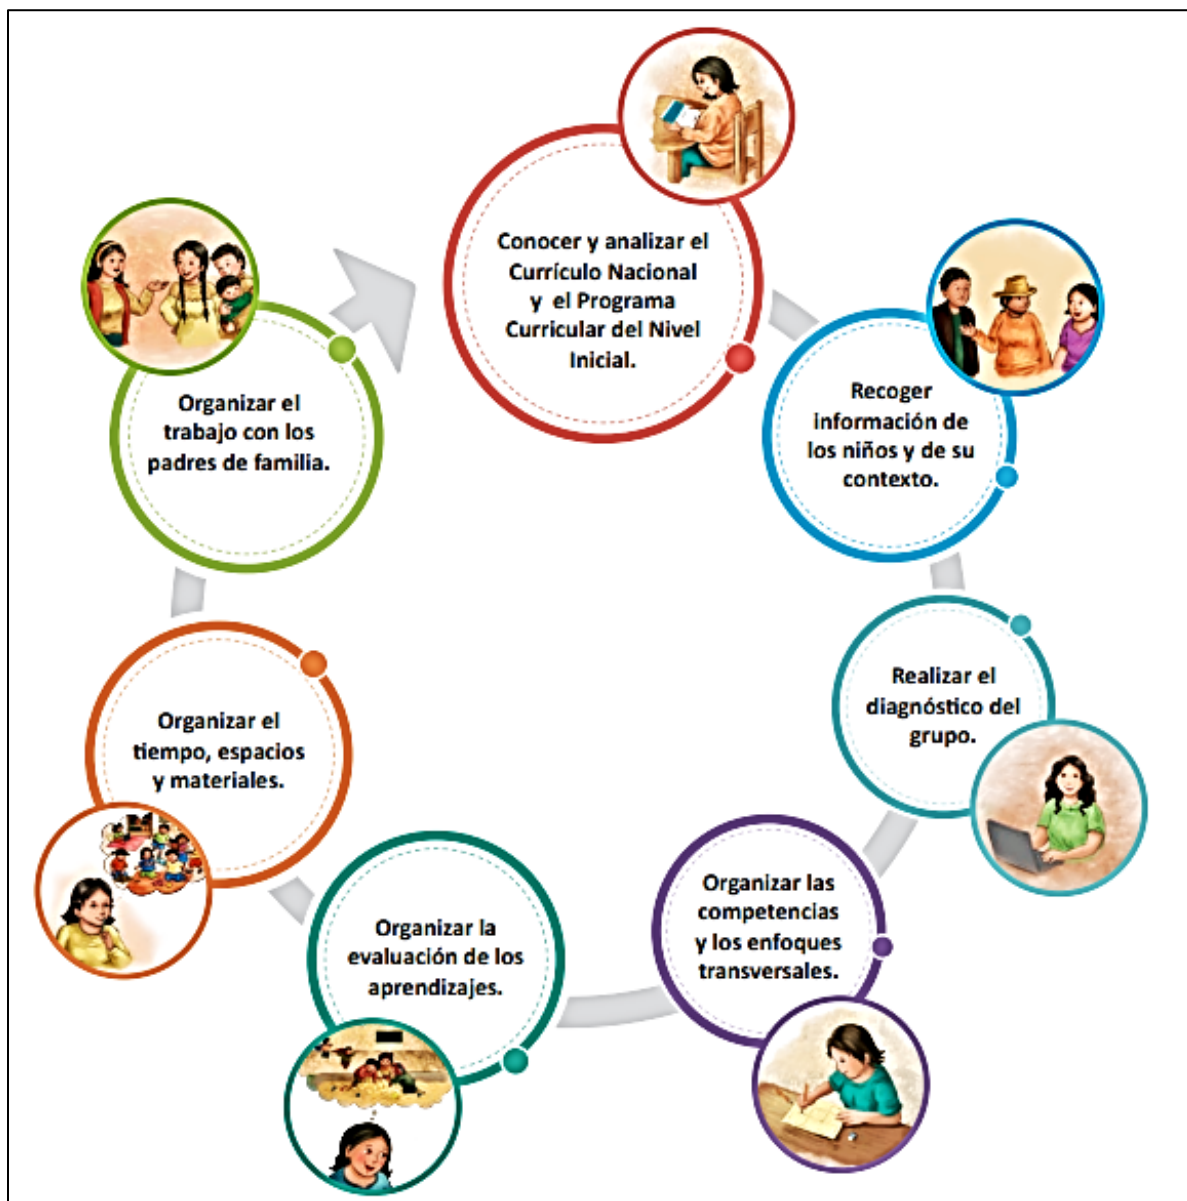 Conocer y analizar el
Currículo Nacional
y el Programa
Curricular del Nivel
Inicial.
Recoger
información de
los niños y de su
contexto.
Realizar el
diagnóstico del
grupo.
Organizar las
competencias
y los enfoques
transversales.
Organizar la
evaluación de los
aprendizajes.
Organizar el
tiempo, espacios
y materiales.
Organizar el
trabajo con los
padres de familia.